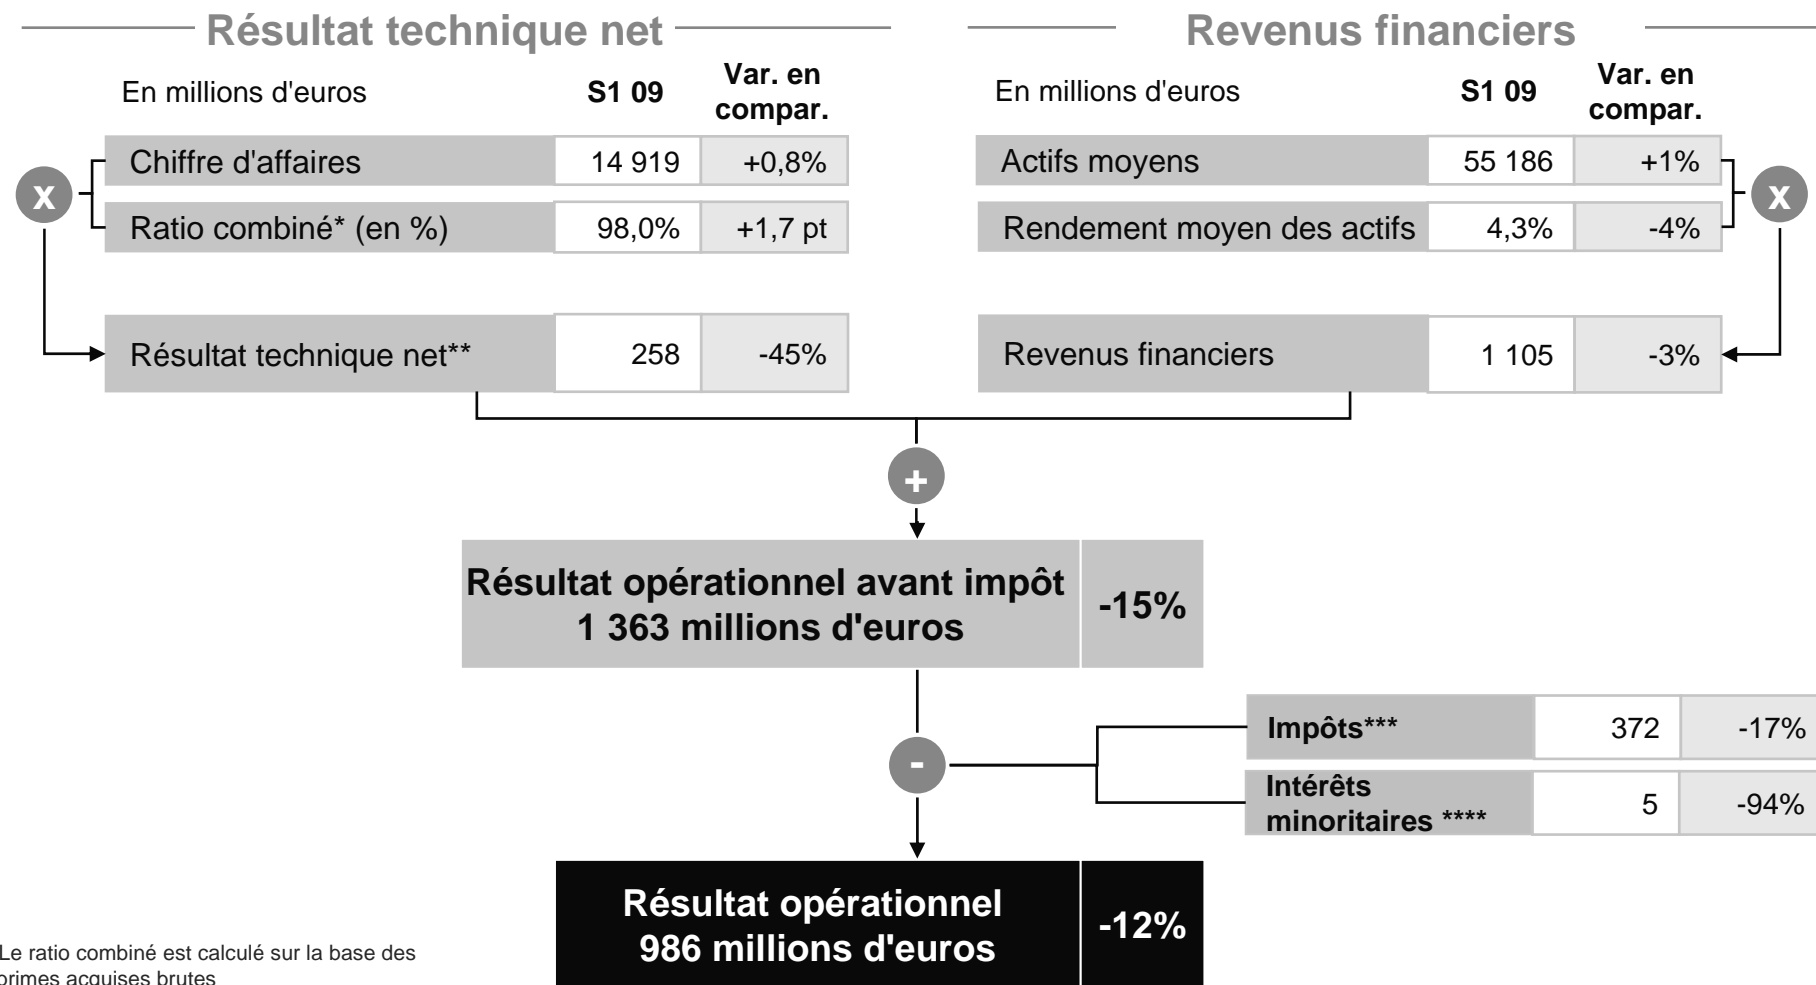 Résultat technique net
En millions d'euros S1 09 Var. en compar.
x
Chiffre d'affaires 14 919 +0,8%
Ratio combiné* (en %) 98,0% +1,7 pt
Résultat technique net** 258 -45%
Revenus financiers
En millions d'euros S1 09 Var. en compar.
Actifs moyens 55 186 +1%
Rendement moyen des actifs 4,3% -4%
x
Revenus financiers 1 105 -3%
+
Résultat opérationnel avant impôt
1 363 millions d'euros
-15%
-
Impôts*** 372 -17%
Intérêts
minoritaires **** 5 -94%
Résultat opérationnel
986 millions d'euros
-12%
Le ratio combiné est calculé sur la base des
primes acquises brutes